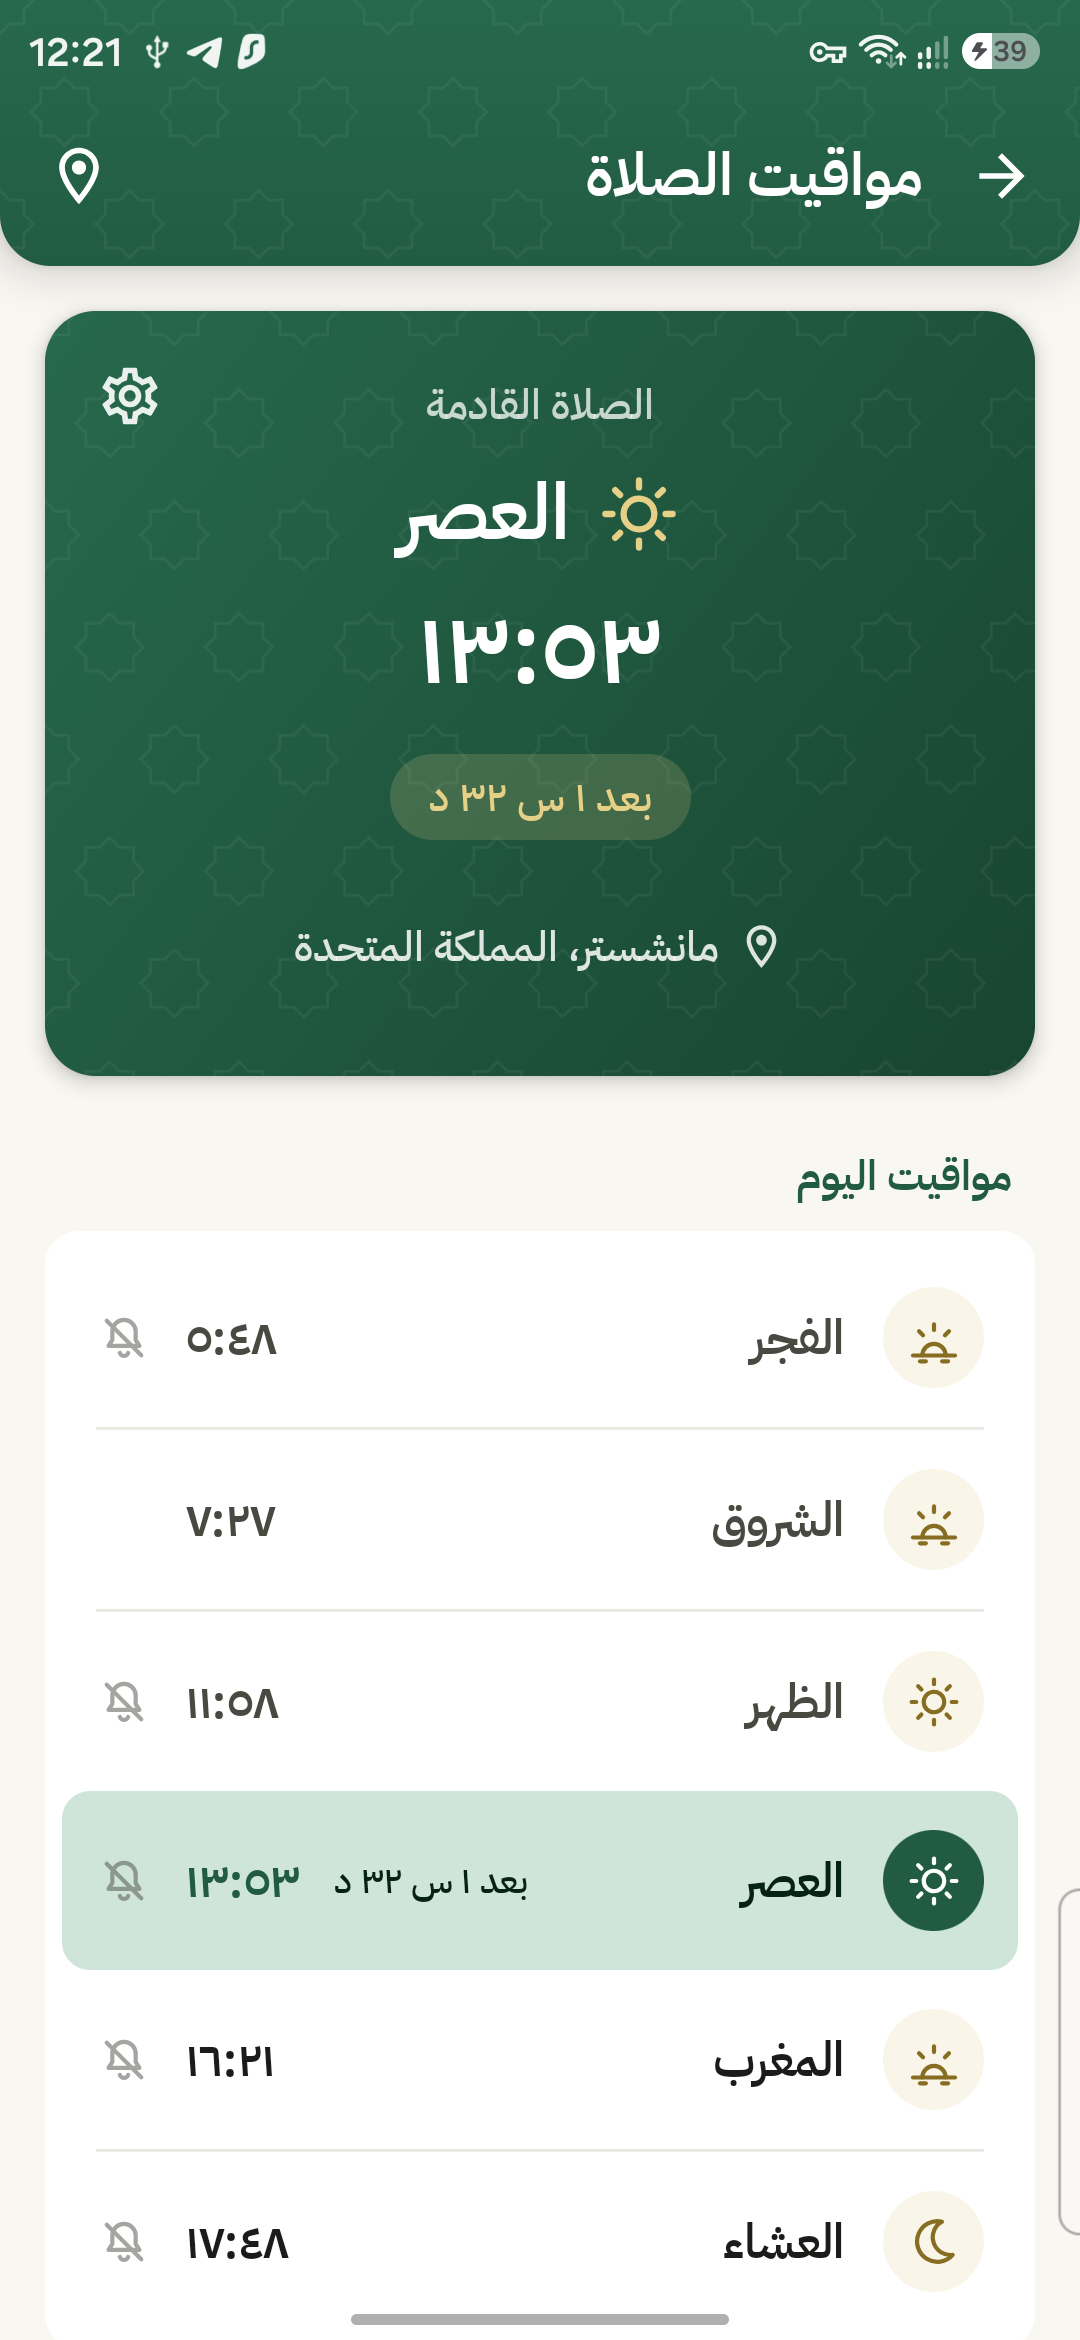 12:21
39
مواقيت الصلاة
الصلاة القادمة
العصر
١٣:٥٣
بعد ١ س ٣٢ د
مانشستر، المملكة المتحدة
مواقيت اليوم
الفجر ٥:٤٨
الشروق ٧:٢٧
الظهر ١١:٥٨
العصر بعد ١ س ٣٢ د ١٣:٥٣
المغرب ١٦:٢١
العشاء ١٧:٤٨